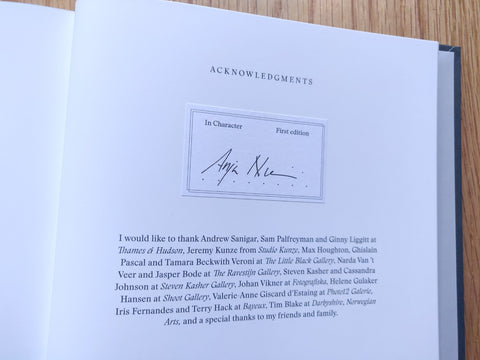 ACKNOWLEDGMENTS
In Character First edition
I would like to thank Andrew Sanigar, Sam Palfreyman and Ginny Liggitt at
Thames & Hudson, Jeremy Kunze from Studio Kunze, Max Houghton, Ghislain
Pascal and Tamara Beckwith Veroni at The Little Black Gallery, Narda Van 't
Veer and Jasper Bode at The Rarestijn Gallery, Steven Kasher and Cassandra
Johnson at Steven Kasher Gallery, Johan Vikner at Fotografiska, Helene Gulaker
Hansen at Shoot Gallery, Valerie-Anne Giscard d'Estaing at Photo12 Galerie,
Iris Fernandes and Terry Hack at Bayeux, Tim Blake at Darbyshire, Norwegian
Arts, and a special thanks to my friends and family.